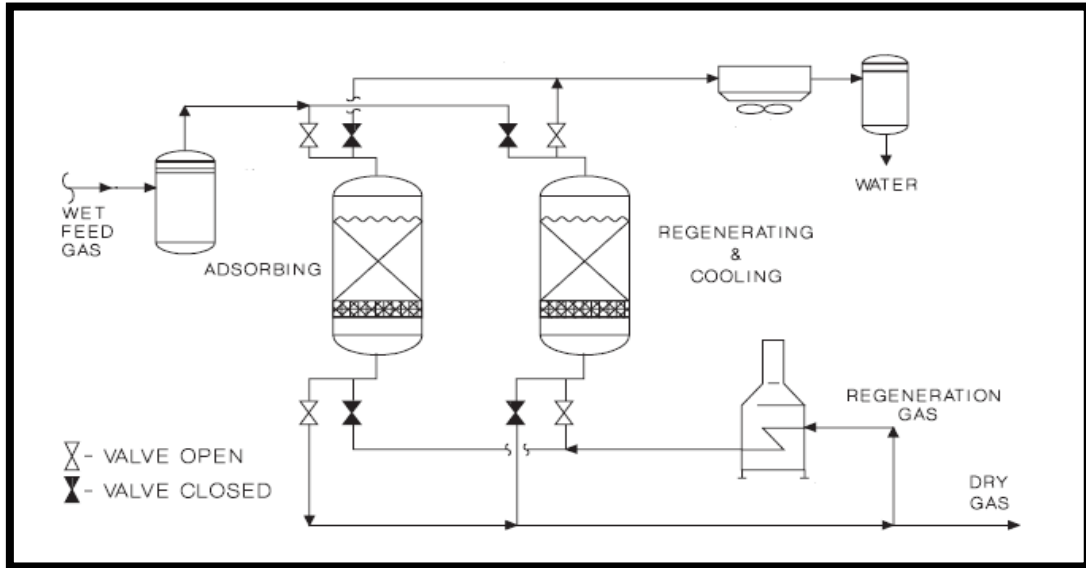 WATER
WET
FEED
GAS
ADSORBING
REGENERATING
&
COOLING
REGENERATION
GAS
- VALVE OPEN
- VALVE CLOSED
DRY
GAS